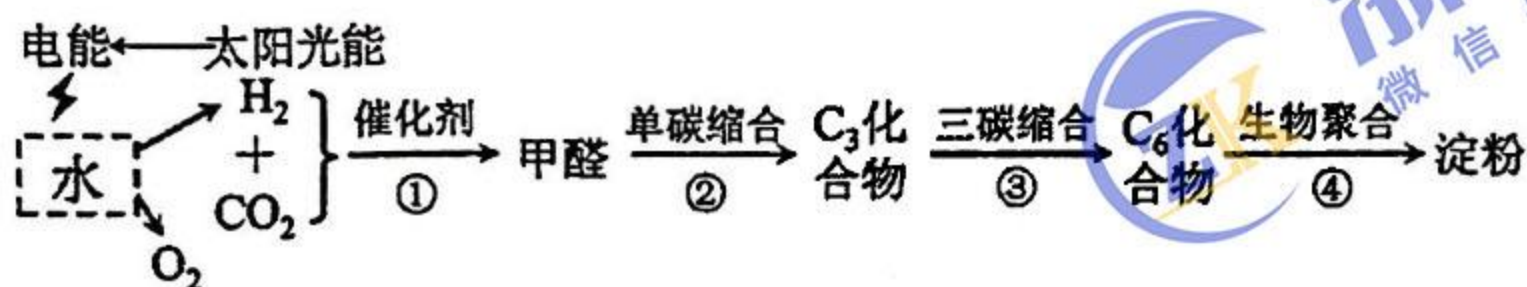 电能 太阳光能
H₂
水 + 催化剂 甲醛 单碳缩合 C₃化合物 三碳缩合 C₆化合物 生物聚合 淀粉
① ② ③ ④
CO₂
O₂
微信